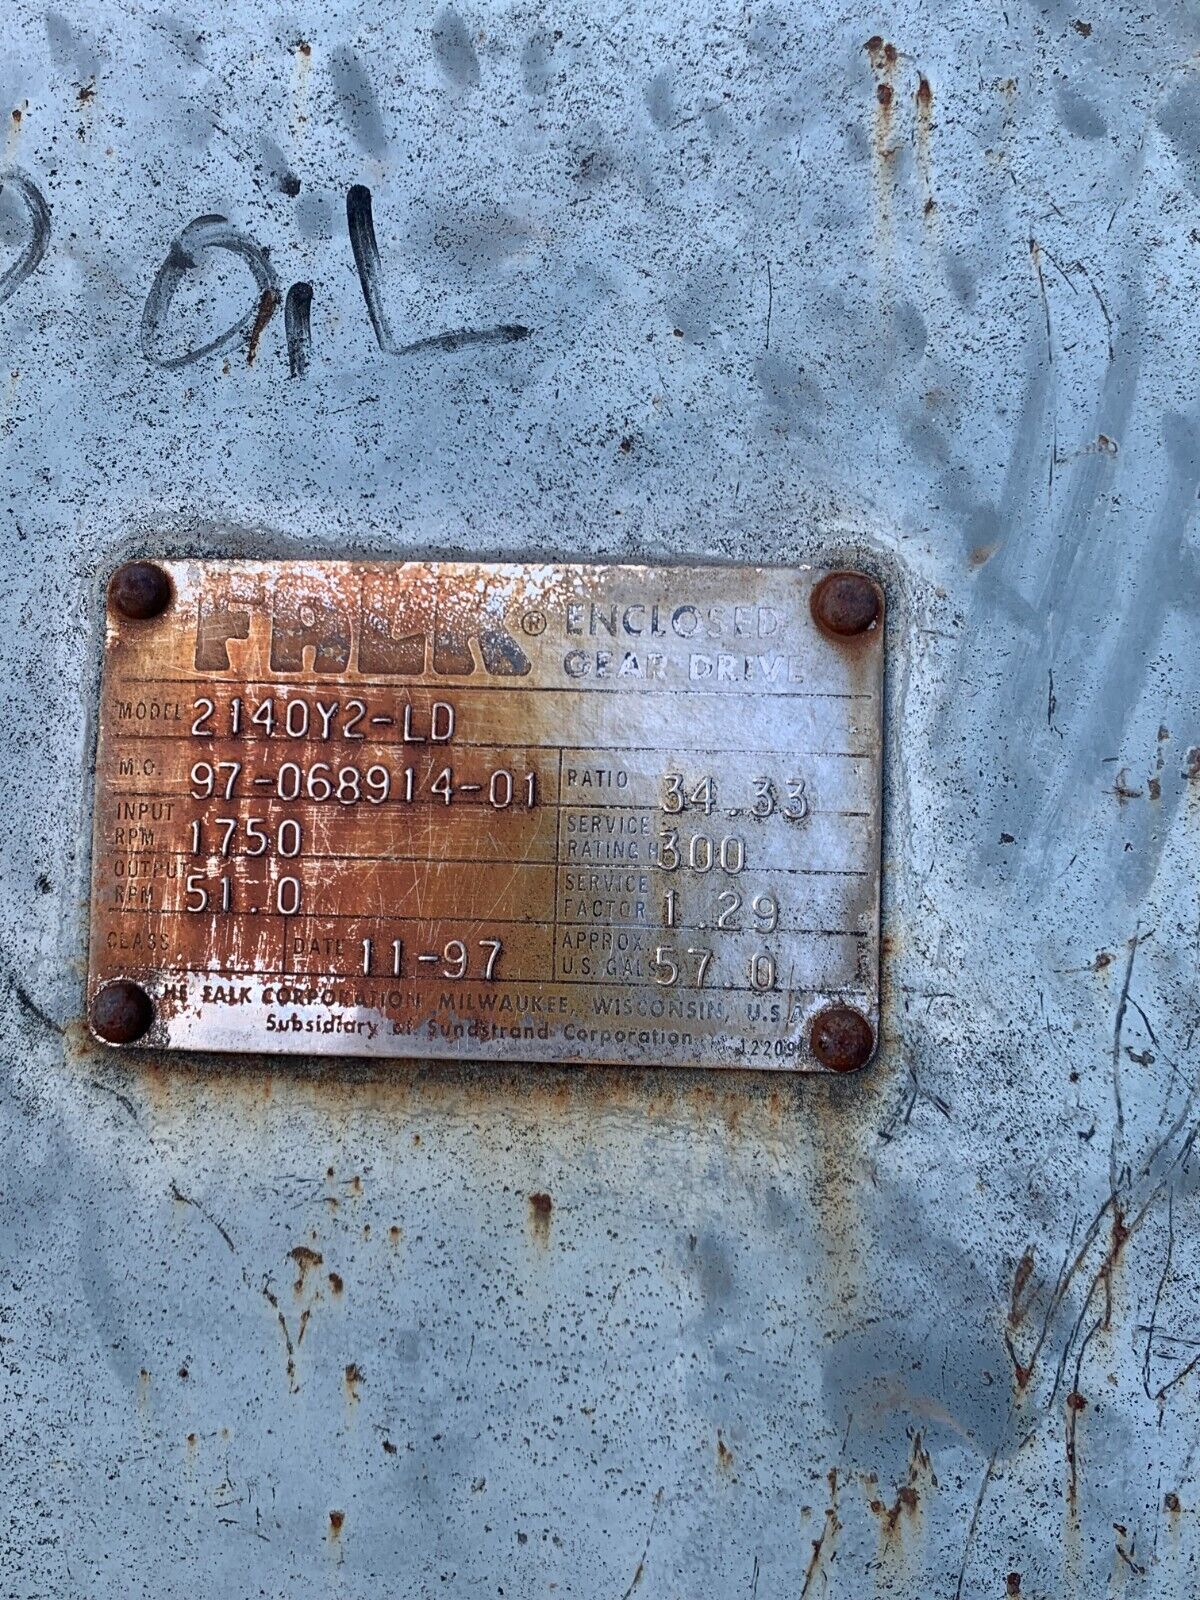 OiL
FALK® ENCLOSED
GEAR DRIVE
MODEL 2140Y2-LD
M.O. 97-068914-01 RATIO 34.33
INPUT RPM 1750 SERVICE RATING H 300
OUTPUT RPM 51.0 SERVICE FACTOR 1.29
CLASS DATE 11-97 APPROX. U.S. GALS 57.0
FALK CORPORATION, MILWAUKEE, WISCONSIN, U.S.A.
Subsidiary of Sundstrand Corporation